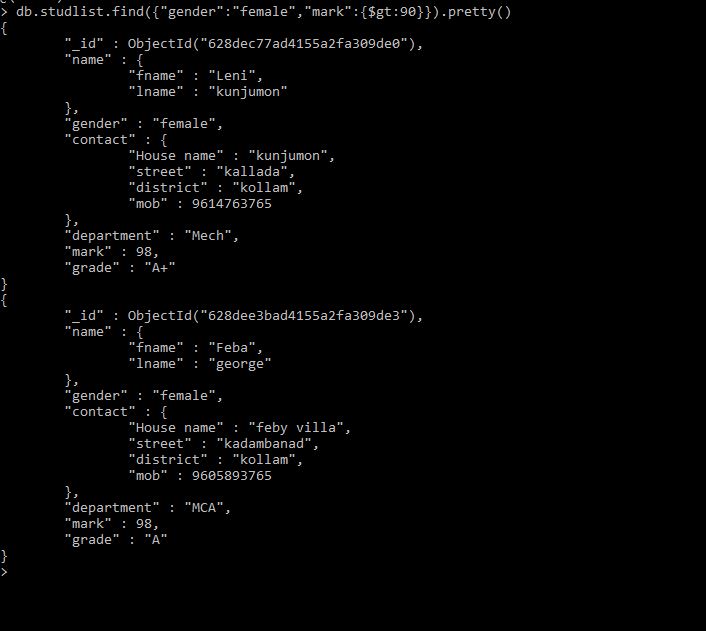 > db.studlist.find({"gender":"female","mark":{$gt:90}}).pretty()
{
        "_id" : ObjectId("628dec77ad4155a2fa309de0"),
        "name" : {
                "fname" : "Leni",
                "lname" : "kunjumon"
        },
        "gender" : "female",
        "contact" : {
                "House name" : "kunjumon",
                "street" : "kallada",
                "district" : "kollam",
                "mob" : 9614763765
        },
        "department" : "Mech",
        "mark" : 98,
        "grade" : "A+"
}
{
        "_id" : ObjectId("628dee3bad4155a2fa309de3"),
        "name" : {
                "fname" : "Feba",
                "lname" : "george"
        },
        "gender" : "female",
        "contact" : {
                "House name" : "feby villa",
                "street" : "kadambanad",
                "district" : "kollam",
                "mob" : 9605893765
        },
        "department" : "MCA",
        "mark" : 98,
        "grade" : "A"
}
>